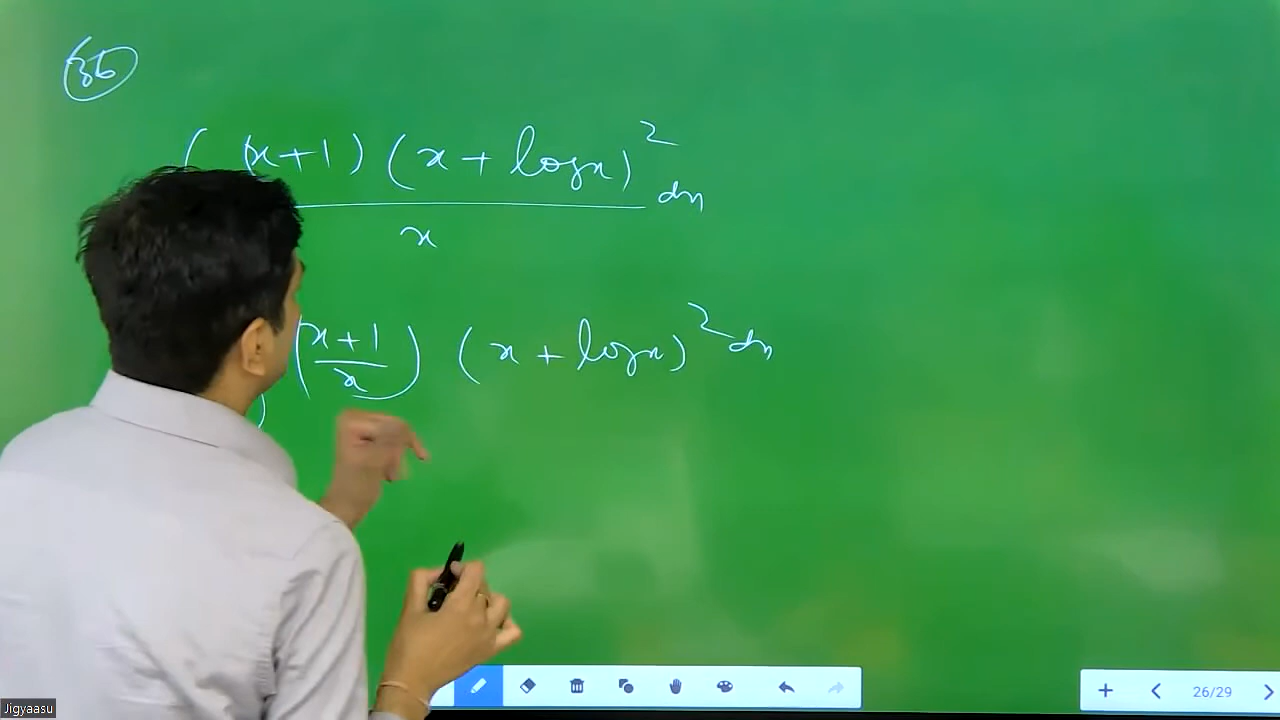 36
∫ (x+1) (x + log x)² dx
x
(x+1) (x + log x)² dx
x
26/29
Jigyaasu